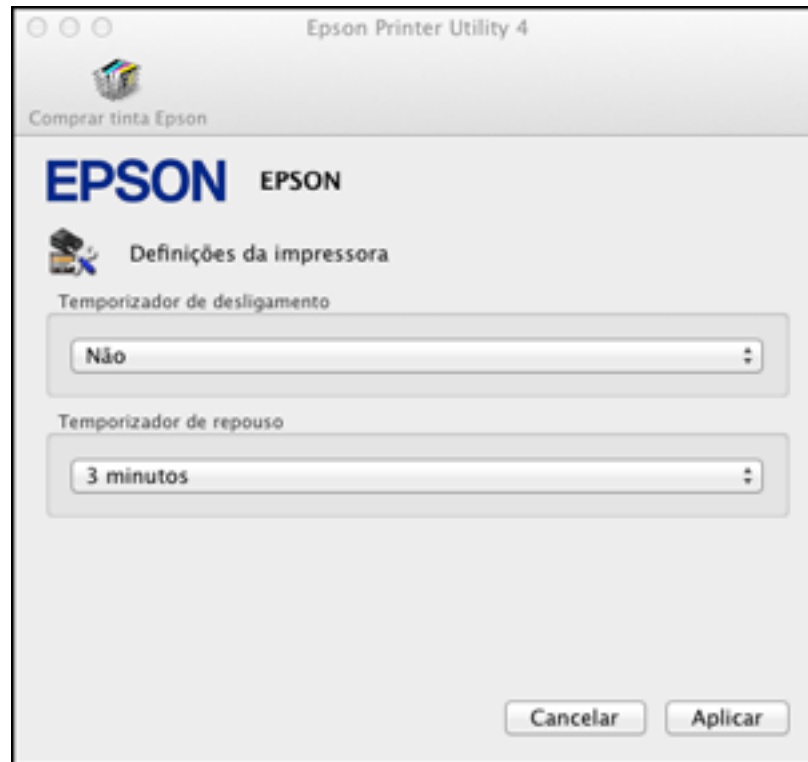 Epson Printer Utility 4
Comprar tinta Epson
EPSON EPSON
Definições da impressora
Temporizador de desligamento
Não
Temporizador de repouso
3 minutos
Cancelar Aplicar